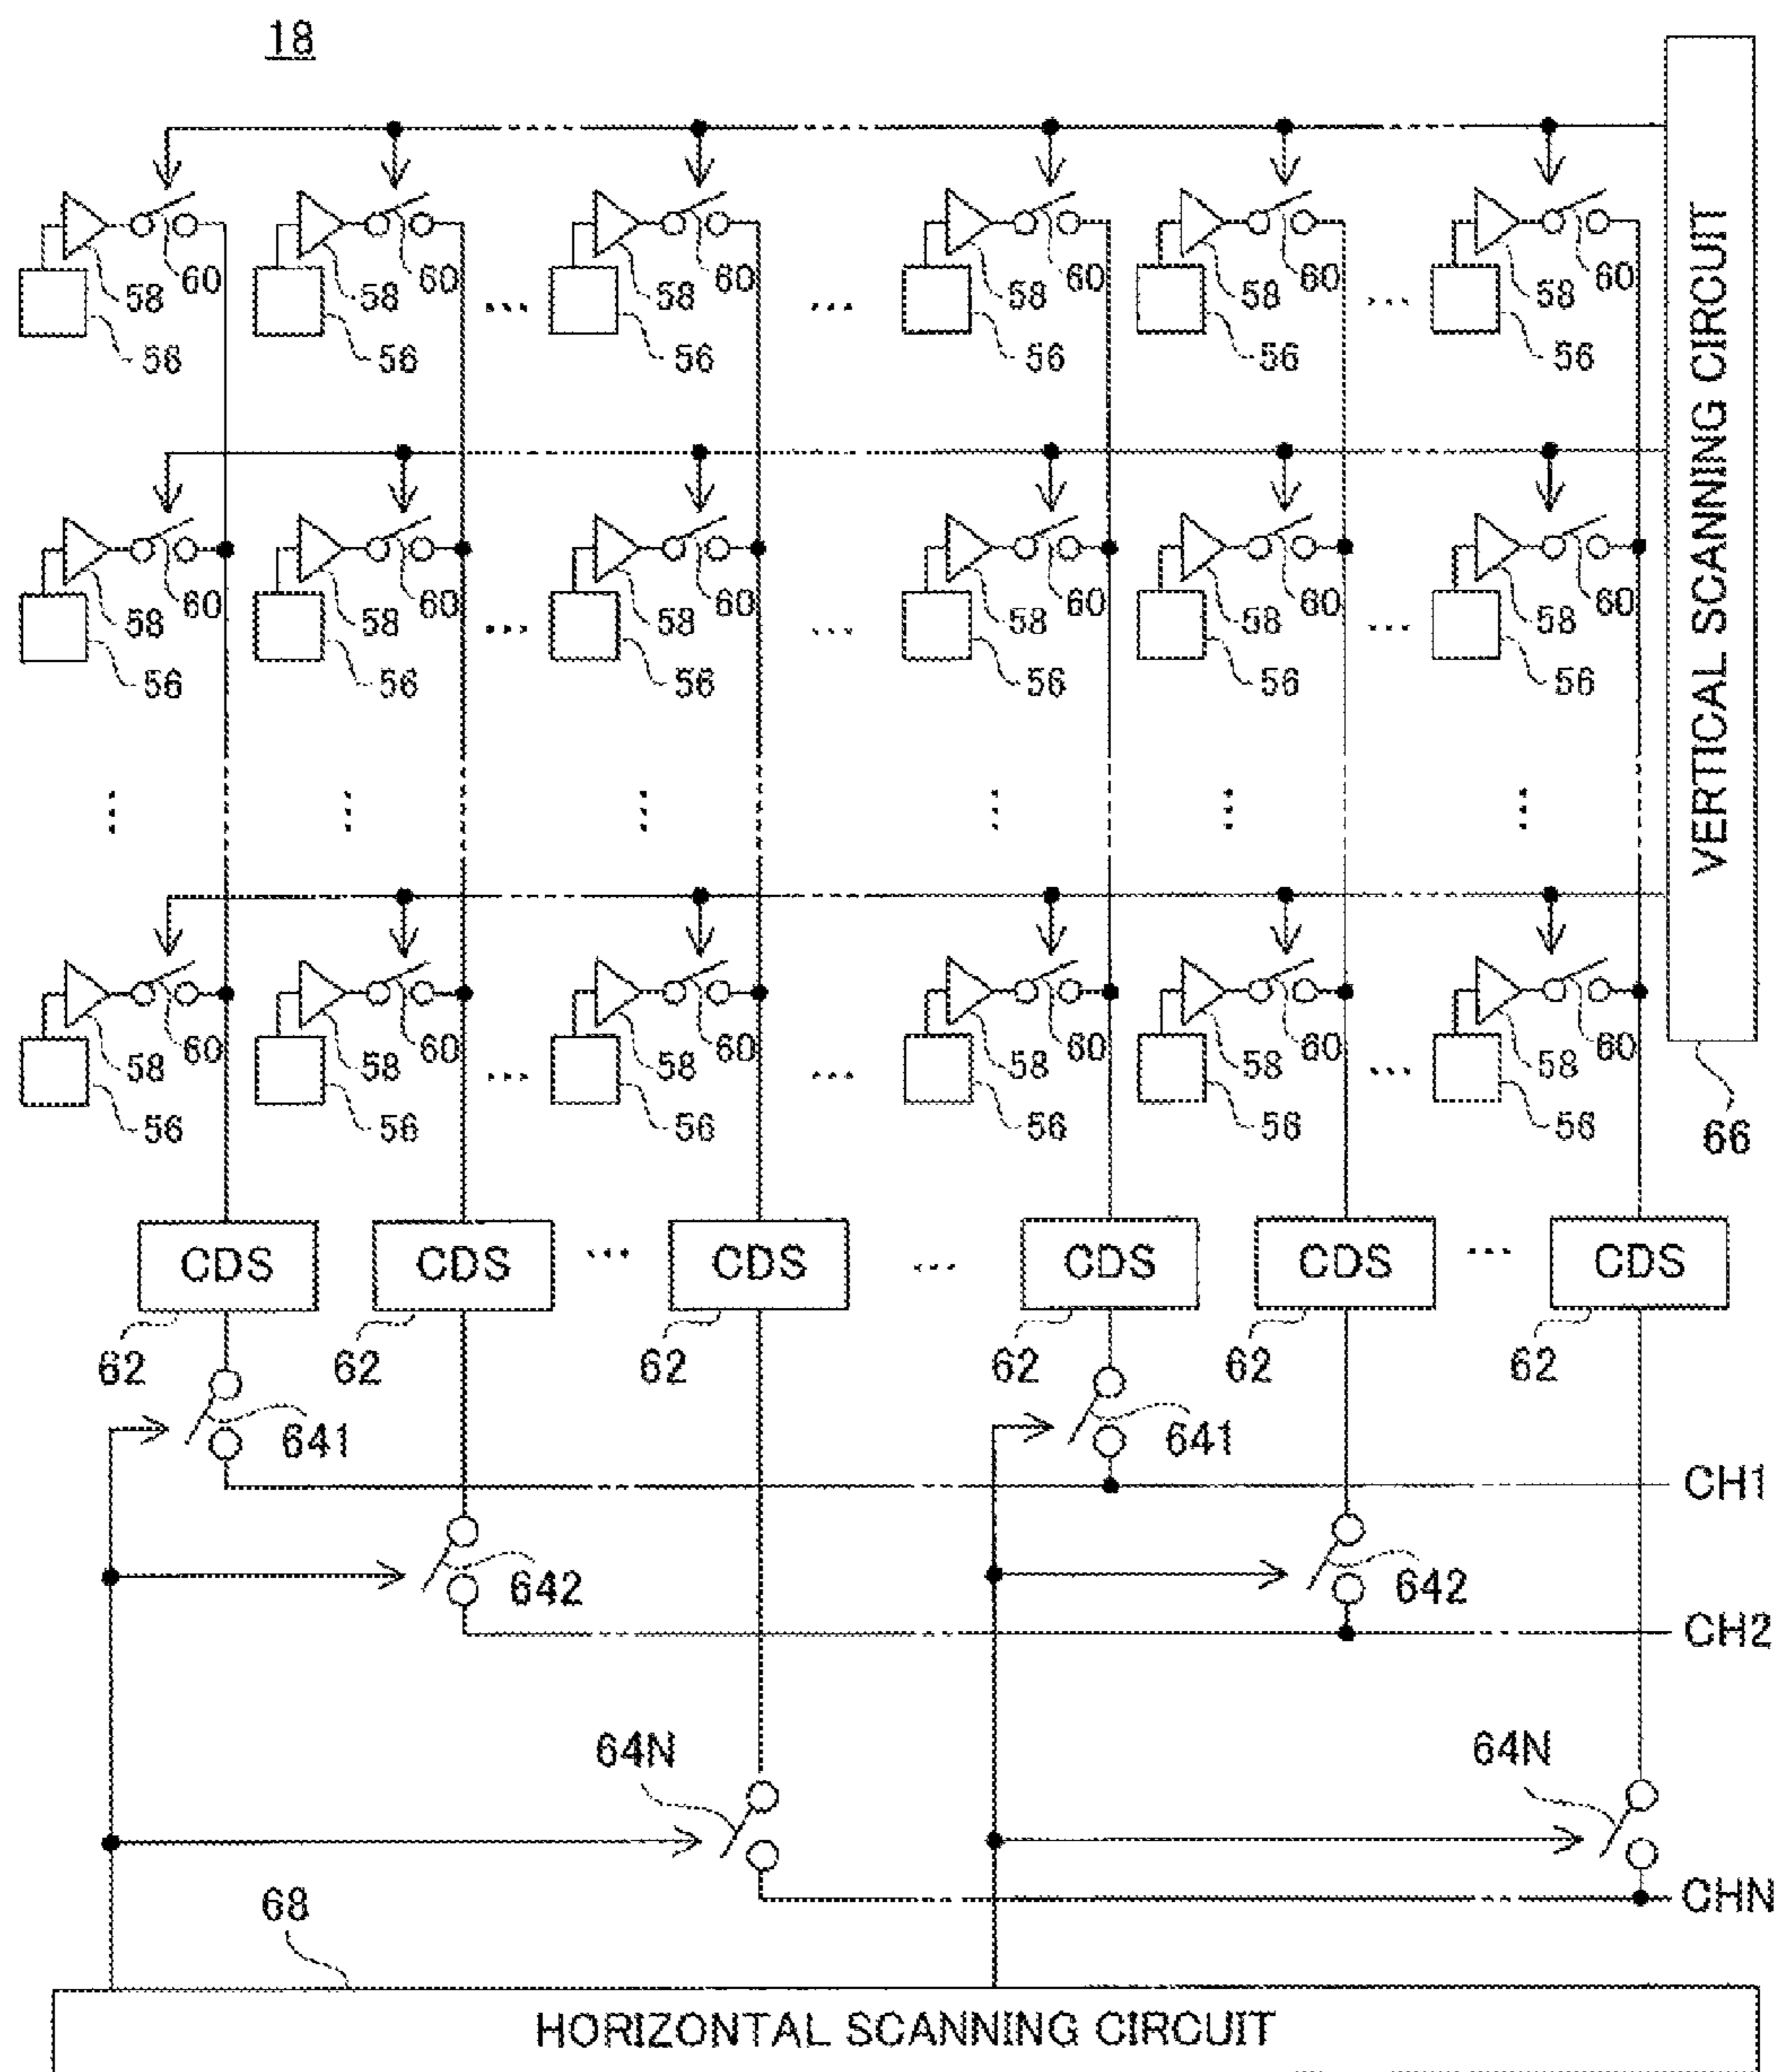 18
60 60 60 60 60 60
58 58 58 58 58 58
... ... ... ...
56 56 56 56 56 56
60 60 60 60 60 60
58 58 58 58 58 58
... ... ... ...
56 56 56 56 56 56
60 60 60 60 60 60
58 58 58 58 58 58
... ... ... ...
56 56 56 56 56 56
VERTICAL SCANNING CIRCUIT
66
CDS CDS ... CDS ... CDS CDS ... CDS
62 62 62 62 62 62
641 641
CH1
642 642
CH2
64N 64N
CHN
68
HORIZONTAL SCANNING CIRCUIT